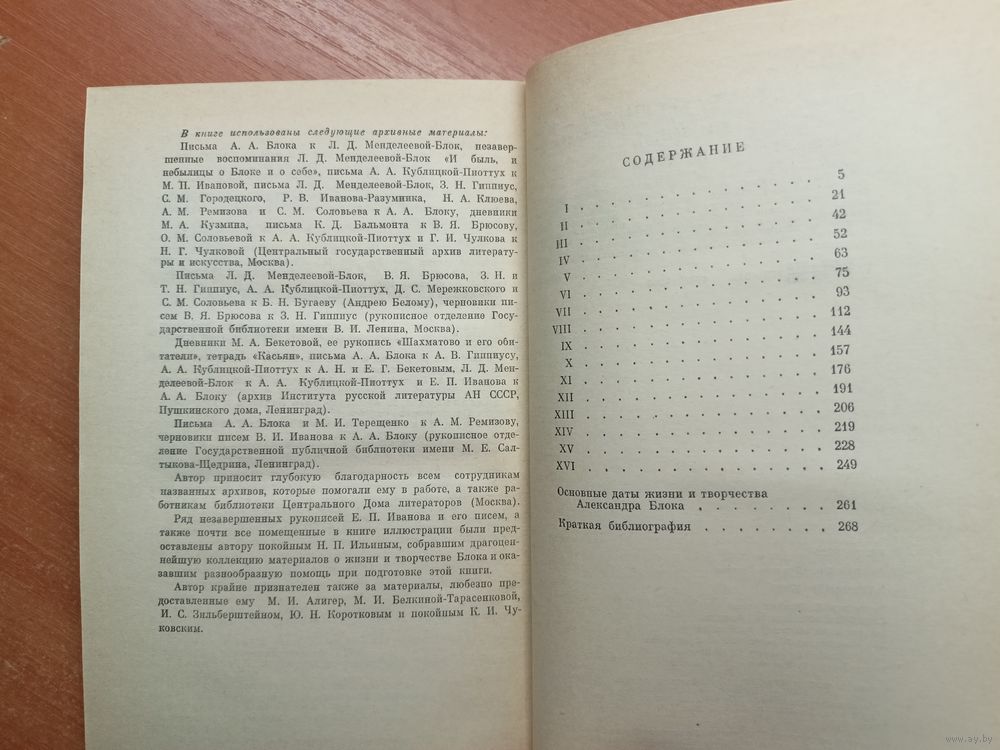 В книге использованы следующие архивные материалы:
Письма А. А. Блока к Л. Д. Менделеевой-Блок, незавер-
шенные воспоминания Л. Д. Менделеевой-Блок «И быль, и
небылицы о Блоке и о себе», письма А. А. Кублицкой-Пиоттух к
М. П. Ивановой, письма Л. Д. Менделеевой-Блок, З. Н. Гиппиус,
С. М. Городецкого, Р. В. Иванова-Разумника, Н. А. Клюева,
А. М. Ремизова и С. М. Соловьева к А. А. Блоку, дневники
М. А. Кузмина, письма К. Д. Бальмонта к В. Я. Брюсову,
О. М. Соловьевой к А. А. Кублицкой-Пиоттух и Г. И. Чулкова к
Н. Г. Чулковой (Центральный государственный архив литерату-
ры и искусства, Москва).
Письма Л. Д. Менделеевой-Блок, В. Я. Брюсова, З. Н. и
Т. Н. Гиппиус, А. А. Кублицкой-Пиоттух, Д. С. Мережковского и
С. М. Соловьева к Б. Н. Бугаеву (Андрею Белому), черновики пи-
сем В. Я. Брюсова к З. Н. Гиппиус (рукописное отделение Госу-
дарственной библиотеки имени В. И. Ленина, Москва).
Дневники М. А. Бекетовой, ее рукопись «Шахматово и его оби-
татели», тетрадь «Касьян», письма А. А. Блока к А. В. Гиппиусу,
А. А. Кублицкой-Пиоттух к А. Н. и Е. Г. Бекетовым, Л. Д. Мен-
делеевой-Блок к А. А. Кублицкой-Пиоттух и Е. П. Иванова к
А. А. Блоку (архив Института русской литературы АН СССР,
Пушкинского дома, Ленинград).
Письма А. А. Блока и М. И. Терещенко к А. М. Ремизову,
черновики писем В. И. Иванова к А. А. Блоку (рукописное отде-
ление Государственной публичной библиотеки имени М. Е. Сал-
тыкова-Щедрина, Ленинград).
Автор приносит глубокую благодарность всем сотрудникам
названных архивов, которые помогали ему в работе, а также ра-
ботникам библиотеки Центрального Дома литераторов (Москва).
Ряд незавершенных рукописей Е. П. Иванова и его писем, а
также почти все помещенные в книге иллюстрации были пред-
оставлены автору покойным Н. П. Ильиным, собравшим драгоцен-
нейшую коллекцию материалов о жизни и творчестве Блока и ока-
завшим разнообразную помощь при подготовке этой книги.
Автор крайне признателен также за материалы, любезно пре-
доставленные ему М. И. Алигер, М. И. Белкиной-Тарасенковой,
И. С. Зильберштейном, Ю. Н. Коротковым и покойным К. И. Чу-
ковским.
СОДЕРЖАНИЕ
I . . . . . . . . . . . . . 5
II . . . . . . . . . . . . . 21
III . . . . . . . . . . . . . 42
IV . . . . . . . . . . . . . 52
V . . . . . . . . . . . . . 63
VI . . . . . . . . . . . . . 75
VII . . . . . . . . . . . . . 93
VIII . . . . . . . . . . . . . 112
IX . . . . . . . . . . . . . 144
X . . . . . . . . . . . . . 157
XI . . . . . . . . . . . . . 176
XII . . . . . . . . . . . . . 191
XIII . . . . . . . . . . . . . 206
XIV . . . . . . . . . . . . . 219
XV . . . . . . . . . . . . . 228
XVI . . . . . . . . . . . . . 249
Основные даты жизни и творчества
Александра Блока . . . . . . . 261
Краткая библиография . . . . . . . 268
www.ay.by